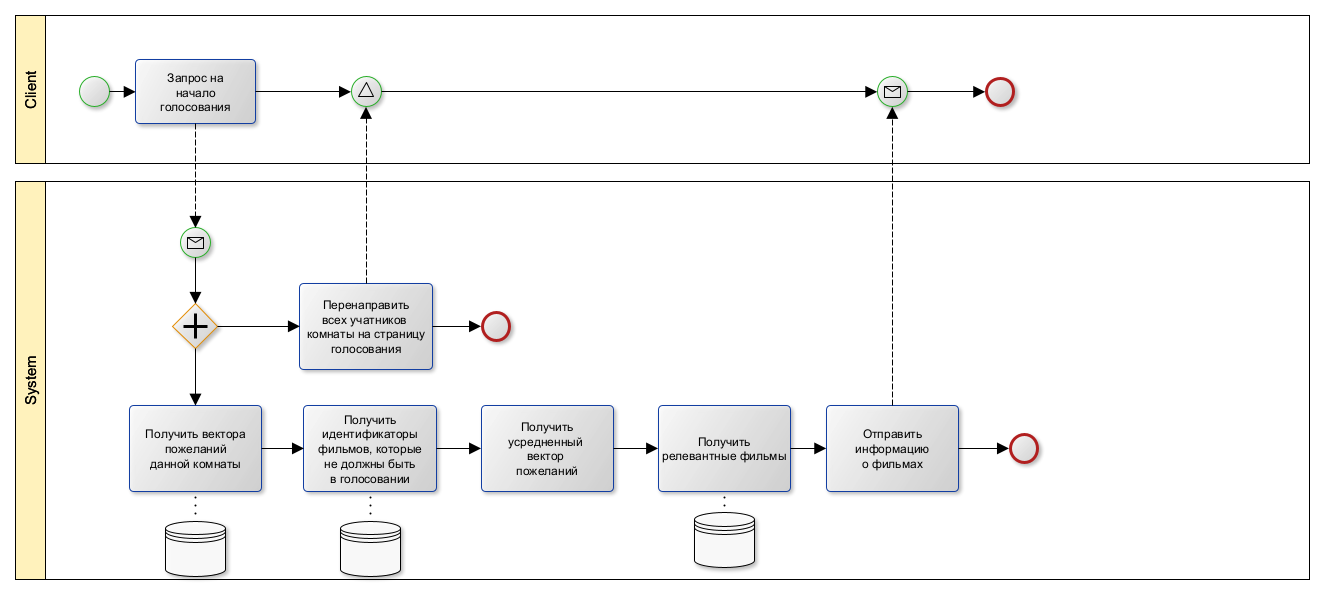 Client
Запрос на
начало
голосования
System
Перенаправить
всех учатников
комнаты на страницу
голосования
Получить вектора
пожеланий
данной комнаты
Получить
идентификаторы
фильмов, которые
не должны быть
в голосовании
Получить
усредненный
вектор
пожеланий
Получить
релевантные фильмы
Отправить
информацию
о фильмах